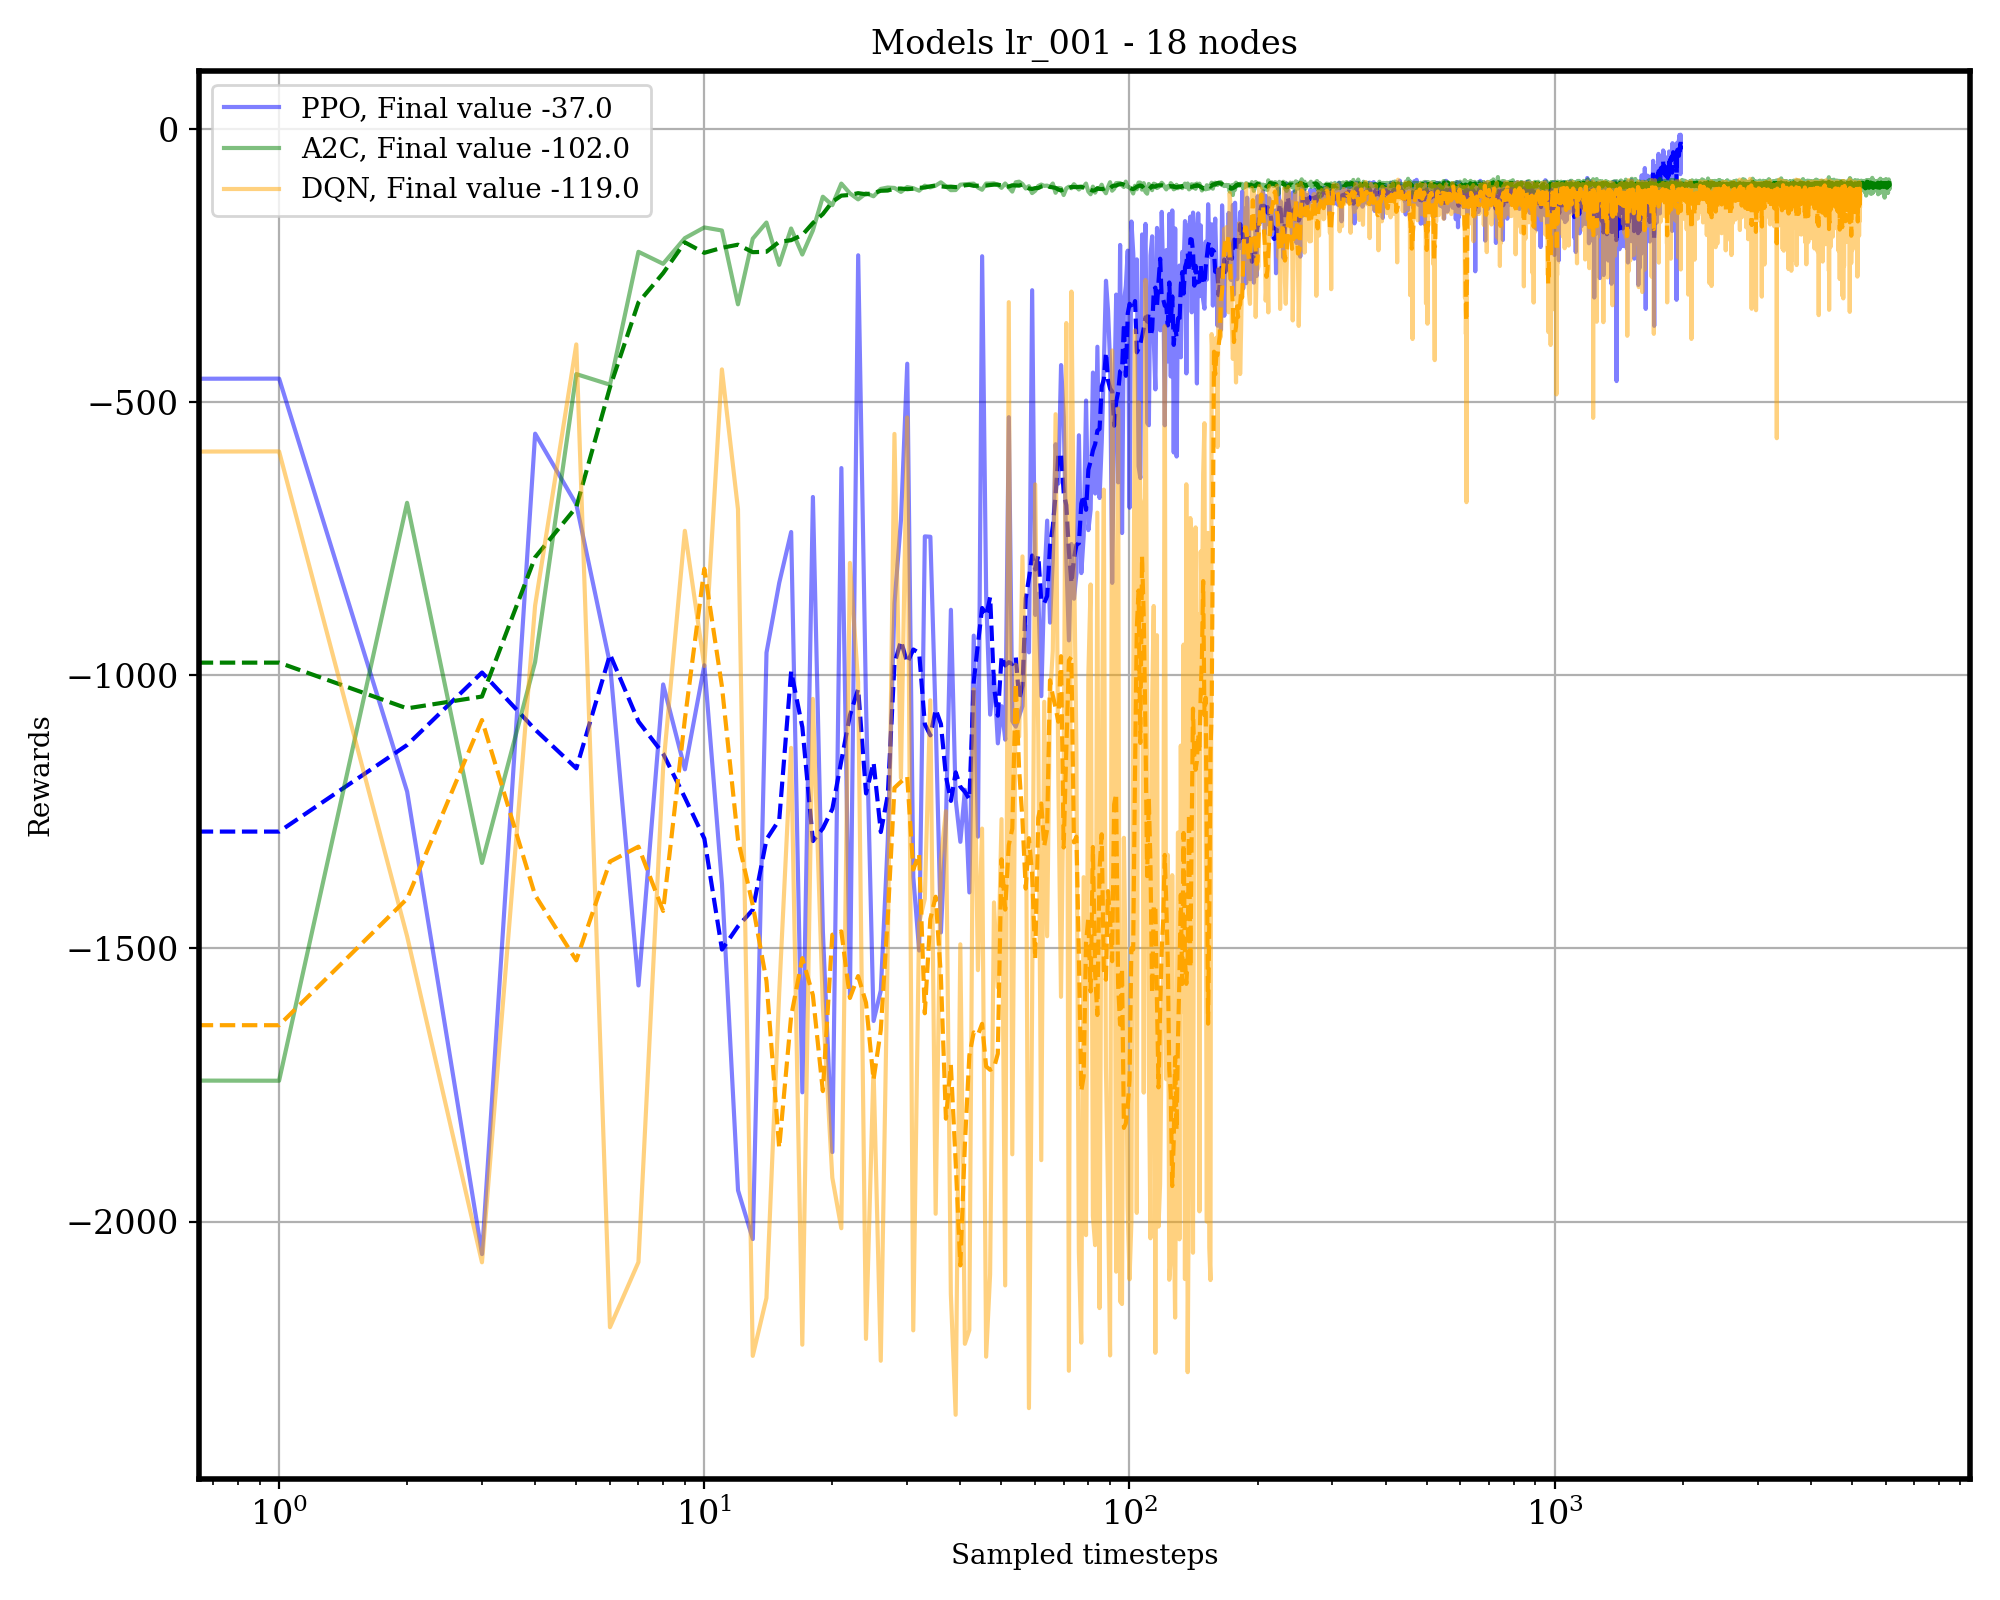 Models lr_001 - 18 nodes
PPO, Final value -37.0
A2C, Final value -102.0
DQN, Final value -119.0
0
−500
−1000
−1500
−2000
Rewards
10⁰ 10¹ 10² 10³
Sampled timesteps